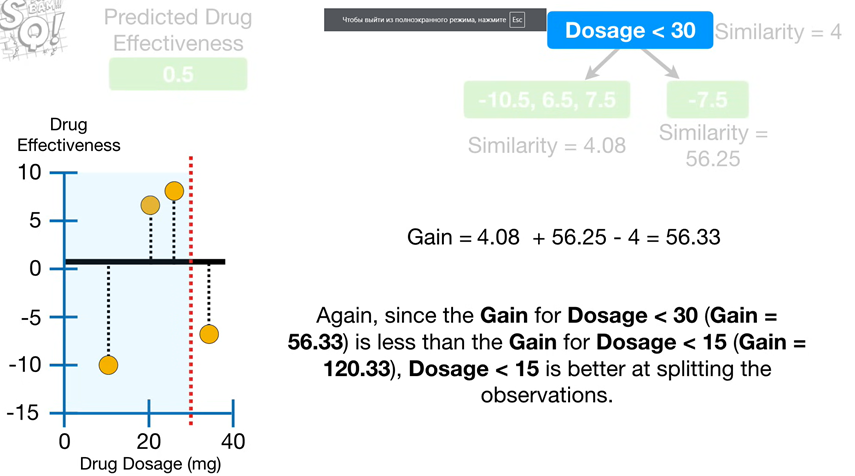 SQ!
Predicted Drug
Effectiveness
0.5
Чтобы выйти из полноэкранного режима, нажмите Esc
Dosage < 30
Similarity = 4
-10.5, 6.5, 7.5
-7.5
Similarity = 4.08
Similarity =
56.25
Drug
Effectiveness
10
5
0
-5
-10
-15
0
20
40
Drug Dosage (mg)
Gain = 4.08 + 56.25 - 4 = 56.33
Again, since the Gain for Dosage < 30 (Gain =
56.33) is less than the Gain for Dosage < 15 (Gain =
120.33), Dosage < 15 is better at splitting the
observations.